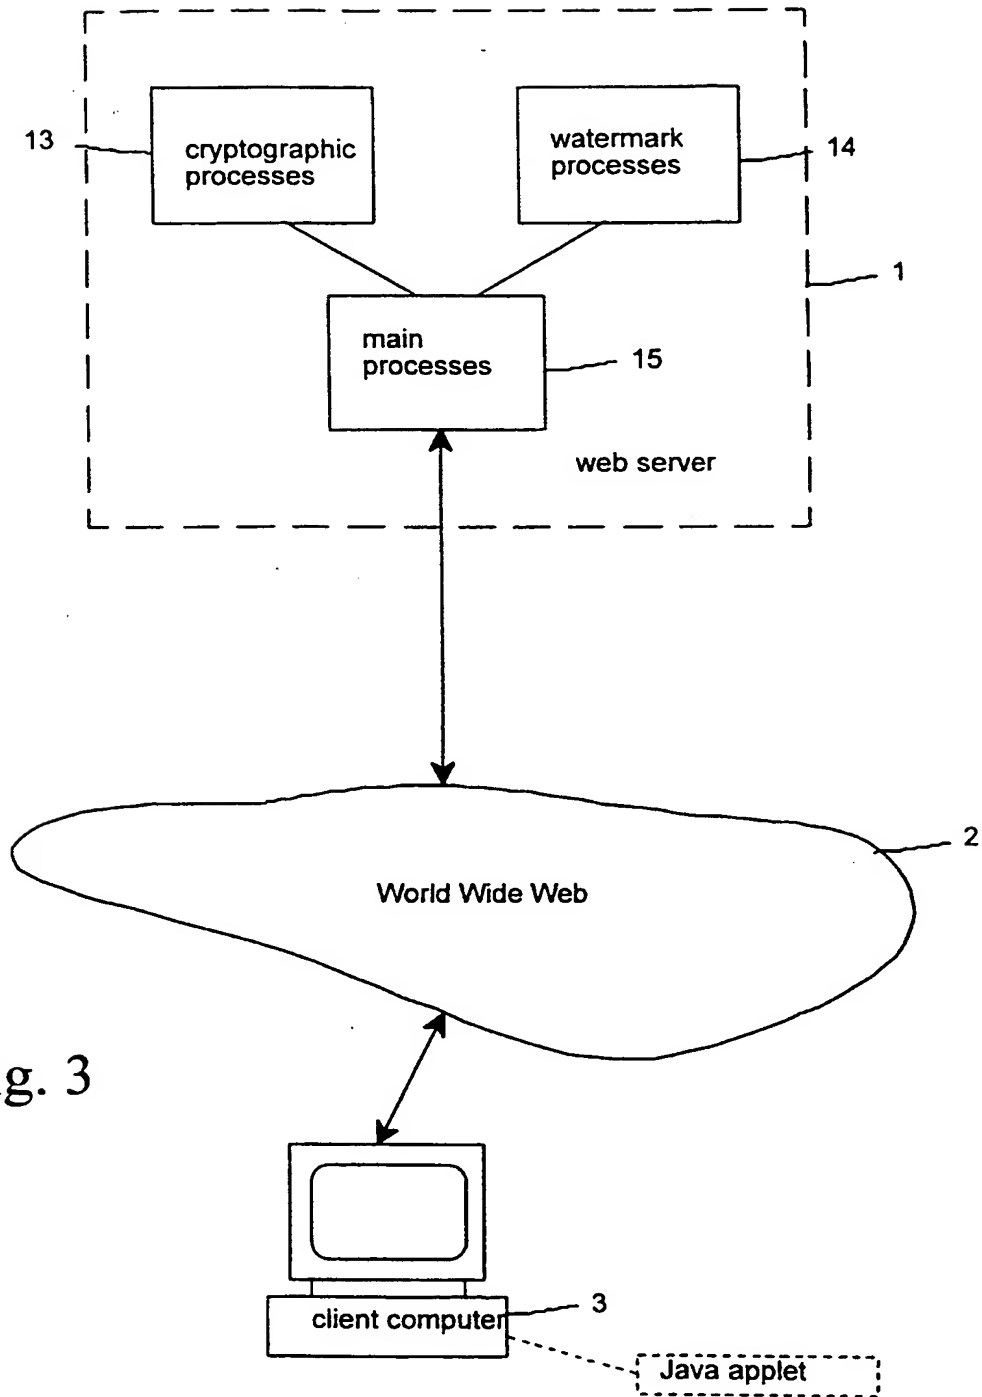 13
cryptographic
processes
watermark
processes
14
1
main
processes
15
web server
2
World Wide Web
g. 3
client computer
3
Java applet